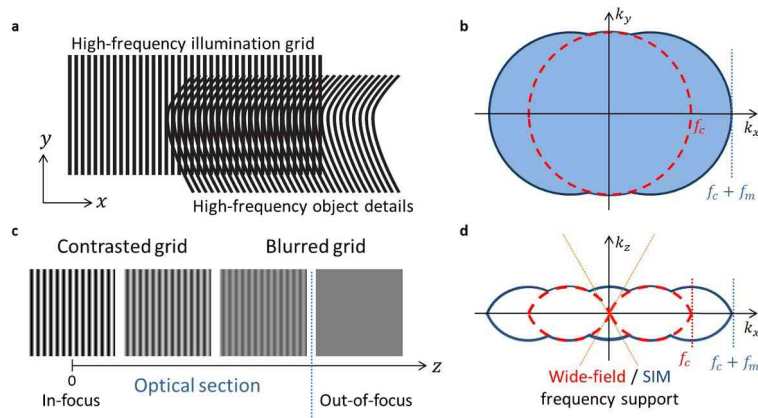 a
High-frequency illumination grid
y
x
High-frequency object details
b
k_y
k_x
f_c
f_c + f_m
c
Contrasted grid
Blurred grid
0
z
In-focus
Optical section
Out-of-focus
d
k_z
k_x
f_c
f_c + f_m
Wide-field / SIM
frequency support